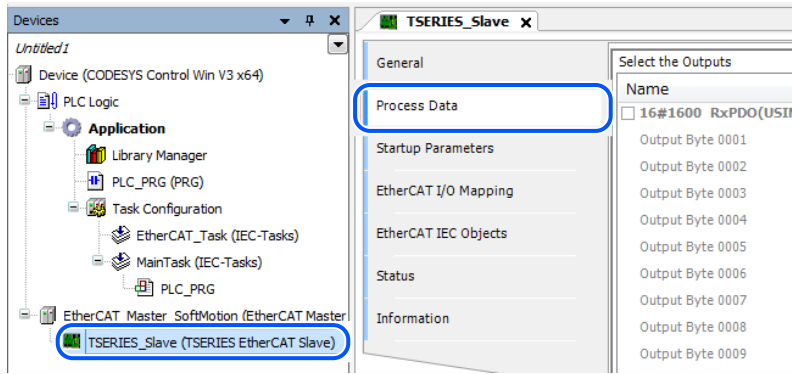 Devices
Untitled1
Device (CODESYS Control Win V3 x64)
PLC Logic
Application
Library Manager
PLC_PRG (PRG)
Task Configuration
EtherCAT_Task (IEC-Tasks)
MainTask (IEC-Tasks)
PLC_PRG
EtherCAT_Master_SoftMotion (EtherCAT Master
TSERIES_Slave (TSERIES EtherCAT Slave)
TSERIES_Slave
General
Process Data
Startup Parameters
EtherCAT I/O Mapping
EtherCAT IEC Objects
Status
Information
Select the Outputs
Name
16#1600 RxPDO(USI
Output Byte 0001
Output Byte 0002
Output Byte 0003
Output Byte 0004
Output Byte 0005
Output Byte 0006
Output Byte 0007
Output Byte 0008
Output Byte 0009